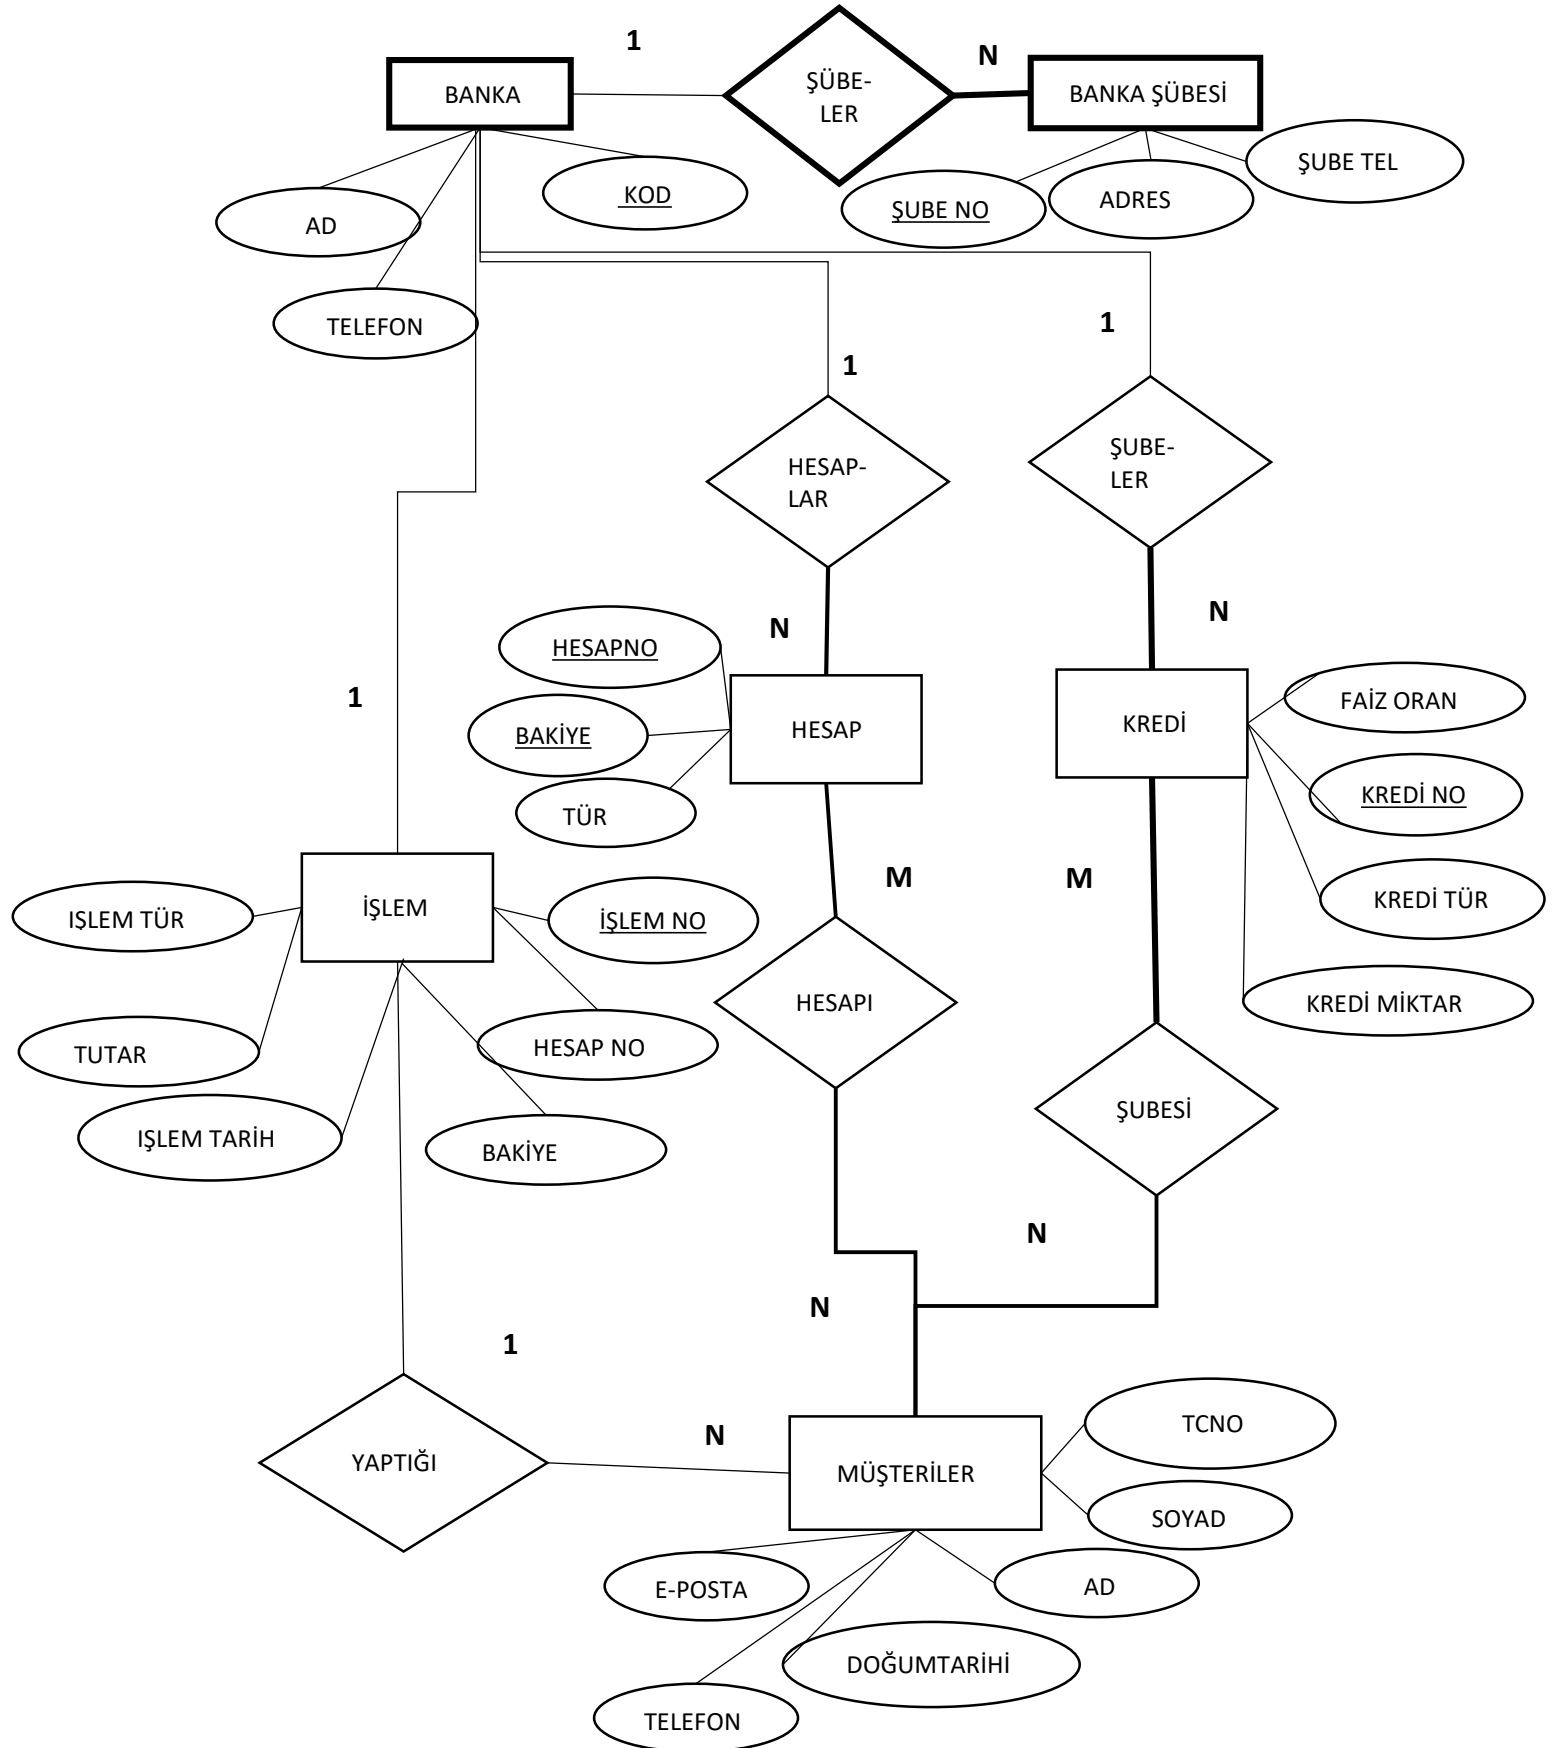 1
N
BANKA
ŞÜBE-
LER
BANKA ŞÜBESİ
AD
KOD
TELEFON
ŞUBE NO
ADRES
ŞUBE TEL
1
1
HESAP-
LAR
ŞUBE-
LER
N
N
1
HESAPNO
BAKİYE
TÜR
HESAP
KREDİ
FAİZ ORAN
KREDİ NO
KREDİ TÜR
KREDİ MİKTAR
M
M
IŞLEM TÜR
İŞLEM
İŞLEM NO
TUTAR
HESAP NO
IŞLEM TARİH
BAKİYE
HESAPI
ŞUBESİ
N
N
1
N
YAPTIĞI
MÜŞTERİLER
TCNO
SOYAD
E-POSTA
AD
DOĞUMTARİHİ
TELEFON